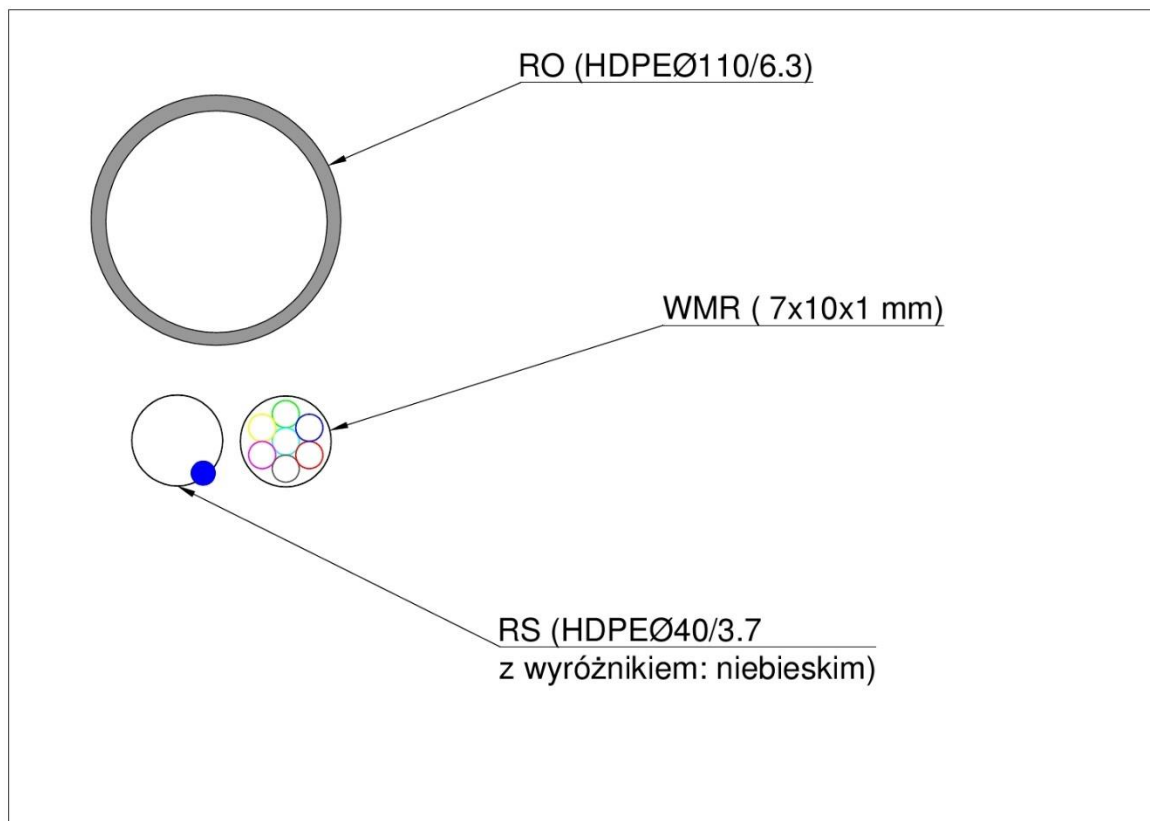 RO (HDPEØ110/6.3)
WMR ( 7x10x1 mm)
RS (HDPEØ40/3.7
z wyróżnikiem: niebieskim)